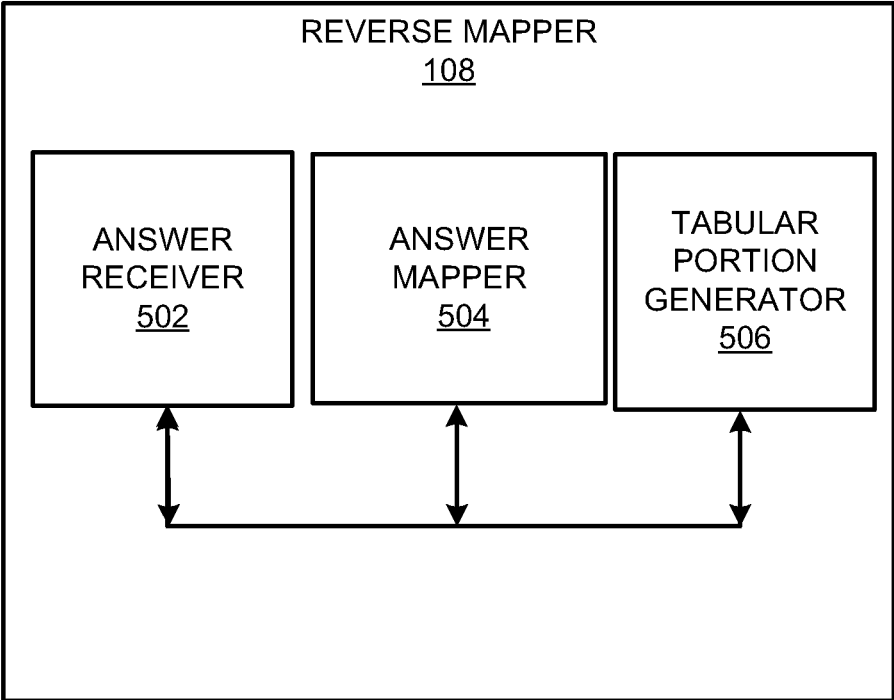 REVERSE MAPPER
108
ANSWER
RECEIVER
502
ANSWER
MAPPER
504
TABULAR
PORTION
GENERATOR
506